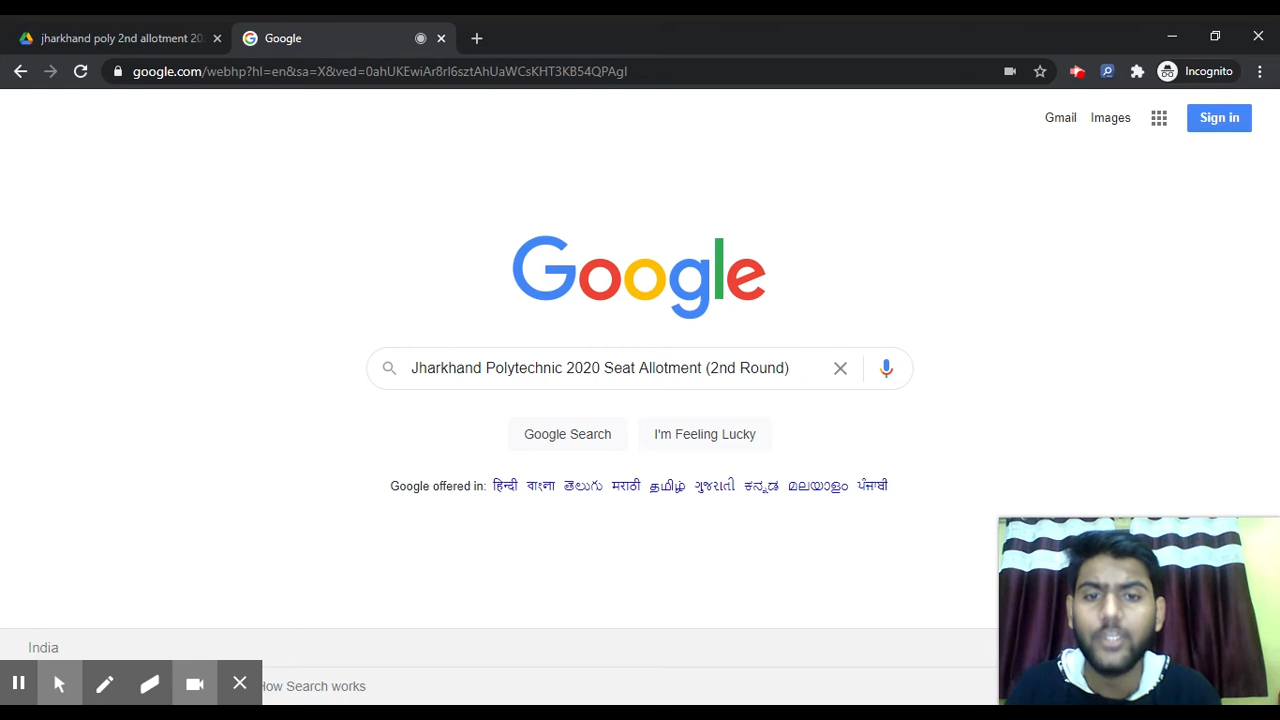 jharkhand poly 2nd allotment 20
Google
google.com/webhp?hl=en&sa=X&ved=0ahUKEwiAr8rI6sztAhUaWCsKHT3KB54QPAgI
Incognito
Gmail Images
Sign in
Google
Jharkhand Polytechnic 2020 Seat Allotment (2nd Round)
Google Search I'm Feeling Lucky
Google offered in: हिन्दी বাংলা తెలుగు मराठी தமிழ் ગુજરાતી ಕನ್ನಡ മലയാളം ਪੰਜਾਬੀ
India
How Search works